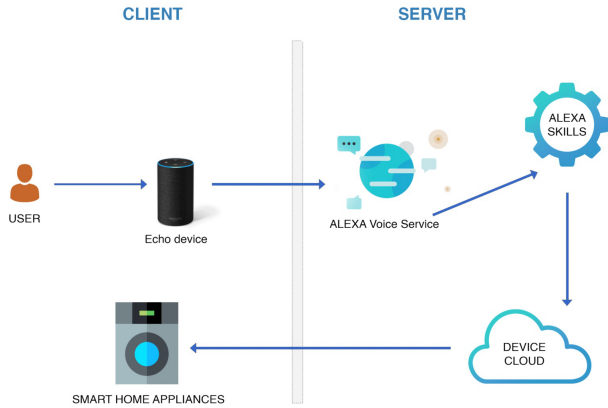 CLIENT
SERVER
ALEXA
SKILLS
USER
Echo device
ALEXA Voice Service
DEVICE
CLOUD
SMART HOME APPLIANCES